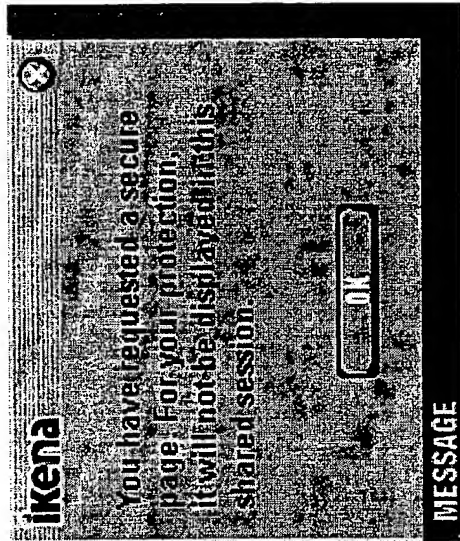 iKena
You have requested a secure
page. For your protection,
it will not be displayed in this
shared session.
OK
MESSAGE